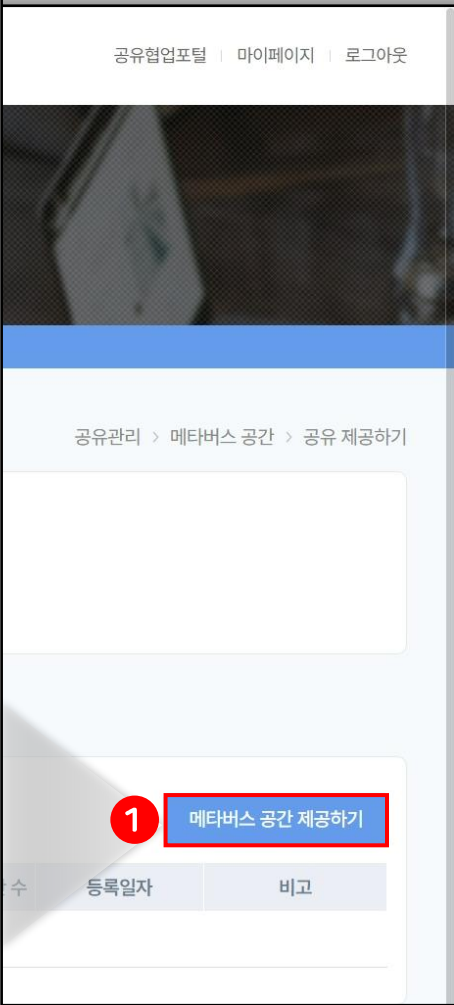 공유협업포털 마이페이지 로그아웃
공유관리 > 메타버스 공간 > 공유 제공하기
1 메타버스 공간 제공하기
수 등록일자 비고